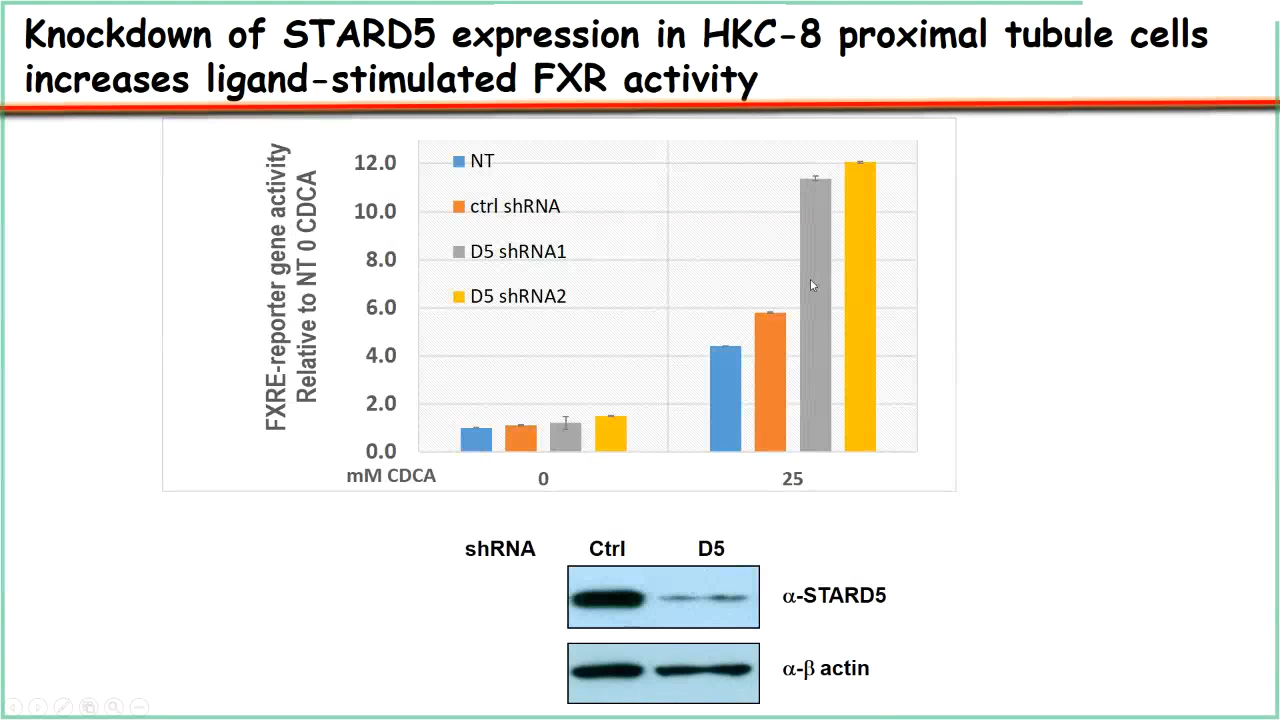 Knockdown of STARD5 expression in HKC-8 proximal tubule cells
increases ligand-stimulated FXR activity
FXRE-reporter gene activity
Relative to NT 0 CDCA
12.0
10.0
8.0
6.0
4.0
2.0
0.0
NT
ctrl shRNA
D5 shRNA1
D5 shRNA2
mM CDCA
0
25
shRNA Ctrl D5
α-STARD5
α-β actin